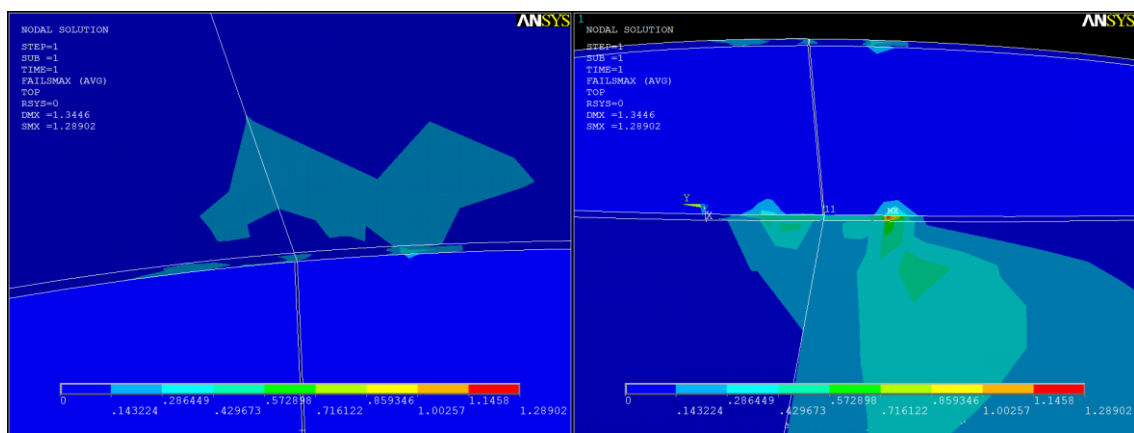 ANSYS
NODAL SOLUTION
STEP=1
SUB =1
TIME=1
FAILSMAX (AVG)
TOP
RSYS=0
DMX =1.3446
SMX =1.28902
0 .286449 .572898 .859346 1.1458
.143224 .429673 .716122 1.00257 1.28902
1
ANSYS
NODAL SOLUTION
STEP=1
SUB =1
TIME=1
FAILSMAX (AVG)
TOP
RSYS=0
DMX =1.3446
SMX =1.28902
Y
X
11
MX
0 .286449 .572898 .859346 1.1458
.143224 .429673 .716122 1.00257 1.28902